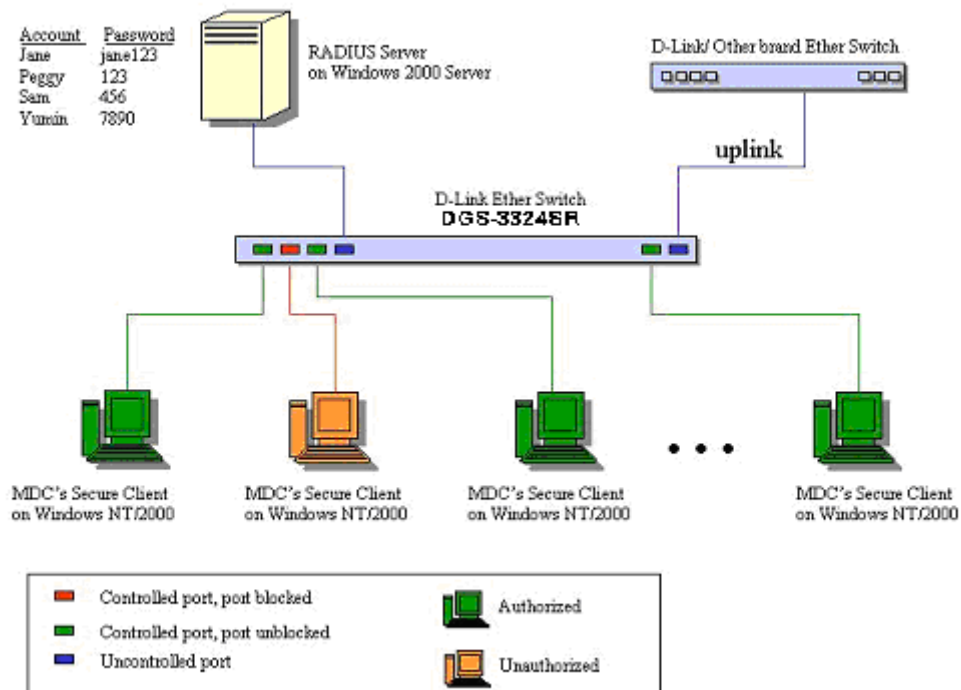 Account Password
Jane jane123
Peggy 123
Sam 456
Yumin 7890
RADIUS Server
on Windows 2000 Server
D-Link/ Other brand Ether Switch
uplink
D-Link Ether Switch
DGS-3324SR
MDC's Secure Client
on Windows NT/2000
MDC's Secure Client
on Windows NT/2000
MDC's Secure Client
on Windows NT/2000
MDC's Secure Client
on Windows NT/2000
Controlled port, port blocked
Controlled port, port unblocked
Uncontrolled port
Authorized
Unauthorized